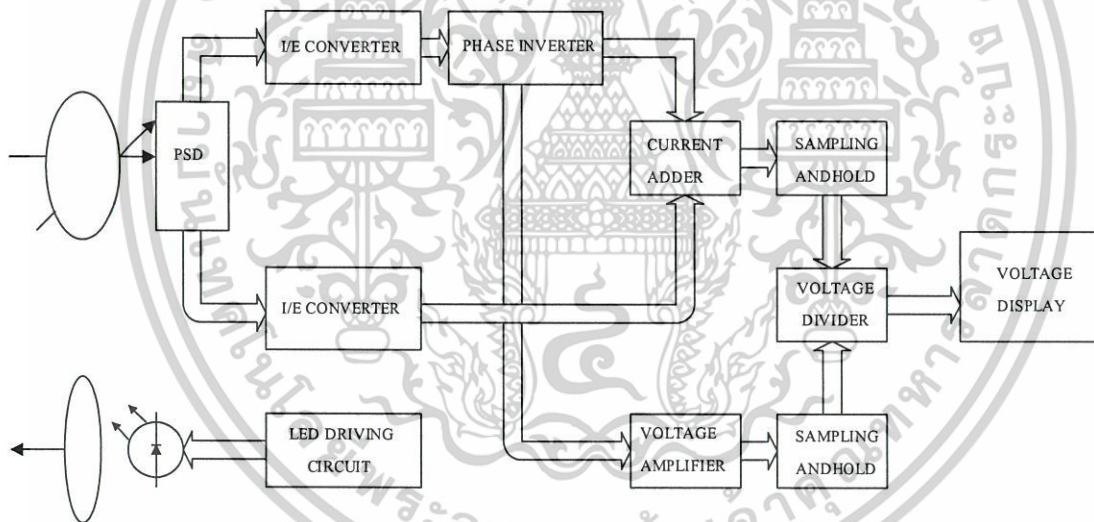 I/E CONVERTER
PHASE INVERTER
PSD
CURRENT
ADDER
SAMPLING
ANDHOLD
I/E CONVERTER
VOLTAGE
DIVIDER
VOLTAGE
DISPLAY
LED DRIVING
CIRCUIT
VOLTAGE
AMPLIFIER
SAMPLING
ANDHOLD